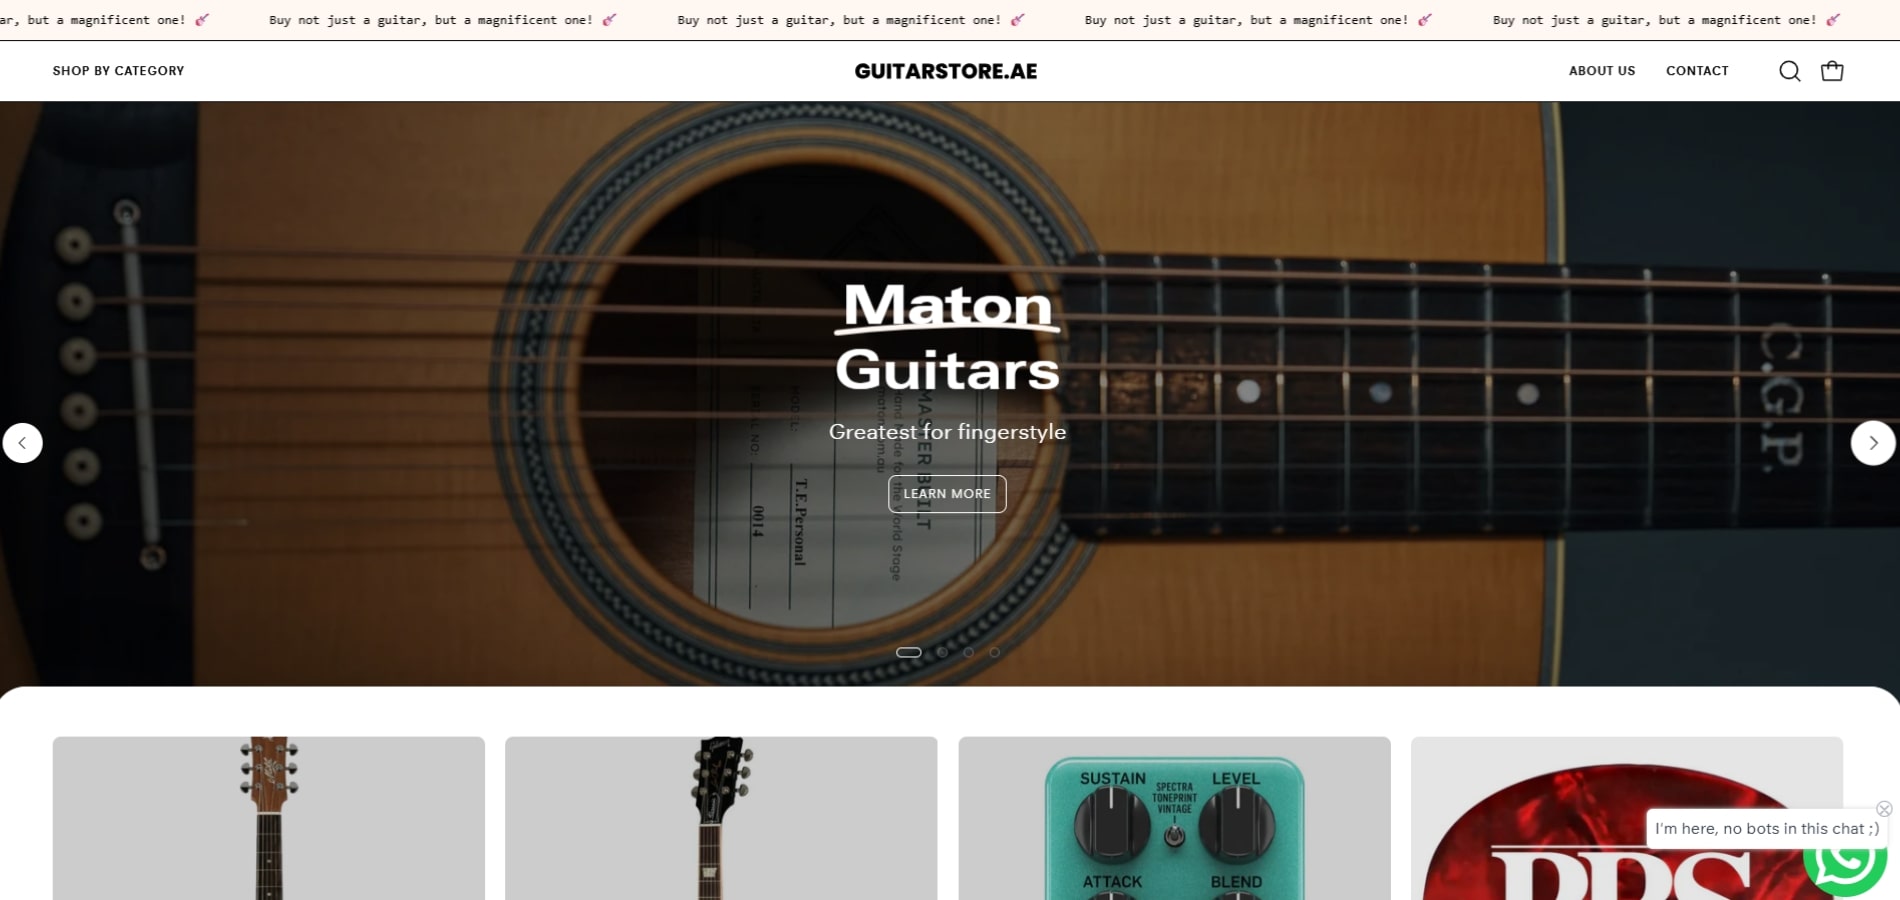 ar, but a magnificent one! Buy not just a guitar, but a magnificent one! Buy not just a guitar, but a magnificent one! Buy not just a guitar, but a magnificent one! Buy not just a guitar, but a magnificent one!
SHOP BY CATEGORY GUITARSTORE.AE ABOUT US CONTACT
Maton
Guitars
Greatest for fingerstyle
LEARN MORE
MODEL: T.E.Personal
SERIAL NO: 0014
MASTER BUILT
Hand Made for the World Stage
maton.com.au
C.G.P.
Gibson
SUSTAIN LEVEL
SPECTRA
TONEPRINT
VINTAGE
ATTACK BLEND
PRS
I'm here, no bots in this chat ;)